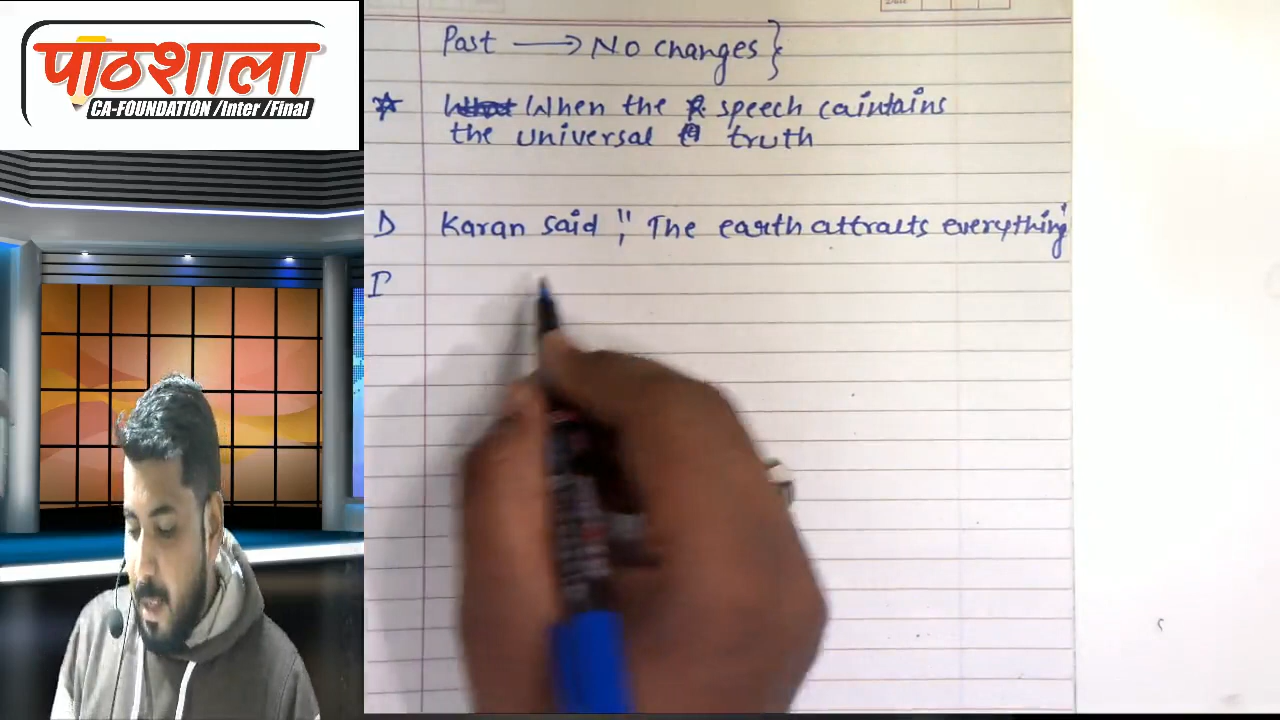 पाठशाला
CA-FOUNDATION /Inter /Final
Past → No changes}
☆ What When the speech caintains
the universal truth
D Karan said ," The earth attracts everything"
I